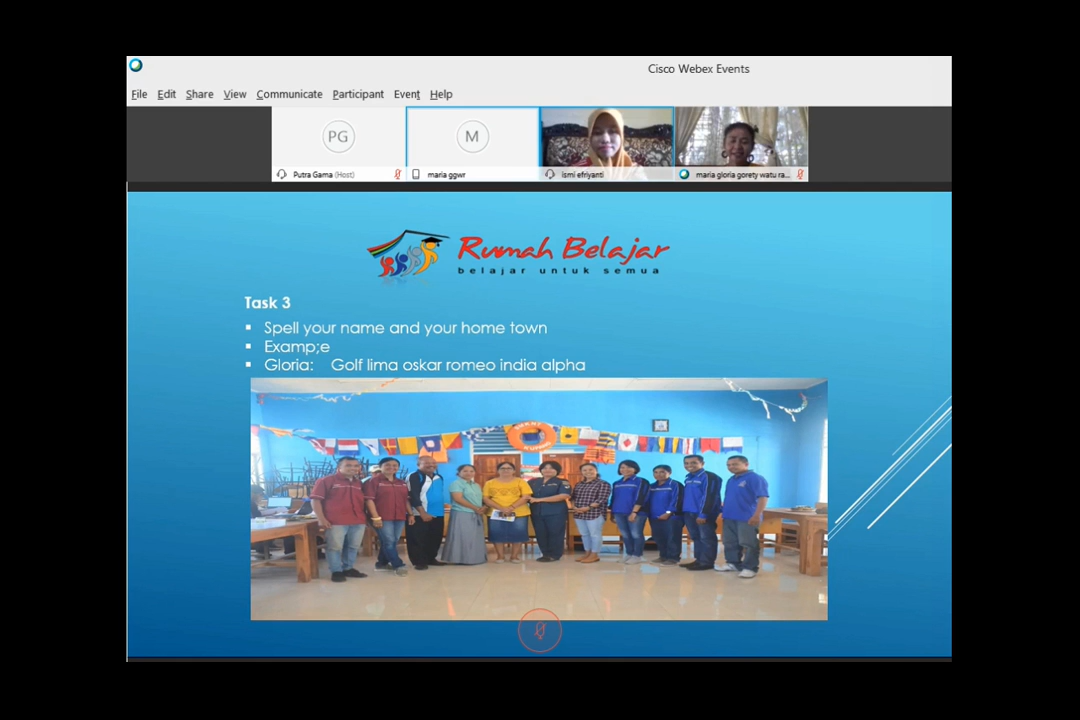 Cisco Webex Events
File Edit Share View Communicate Participant Event Help
PG
M
Putra Gama (Host)
maria ggwr
ismi efriyanti
maria gloria gorety watu ra...
Rumah Belajar
belajar untuk semua
Task 3
Spell your name and your home town
Examp;e
Gloria: Golf lima oskar romeo india alpha